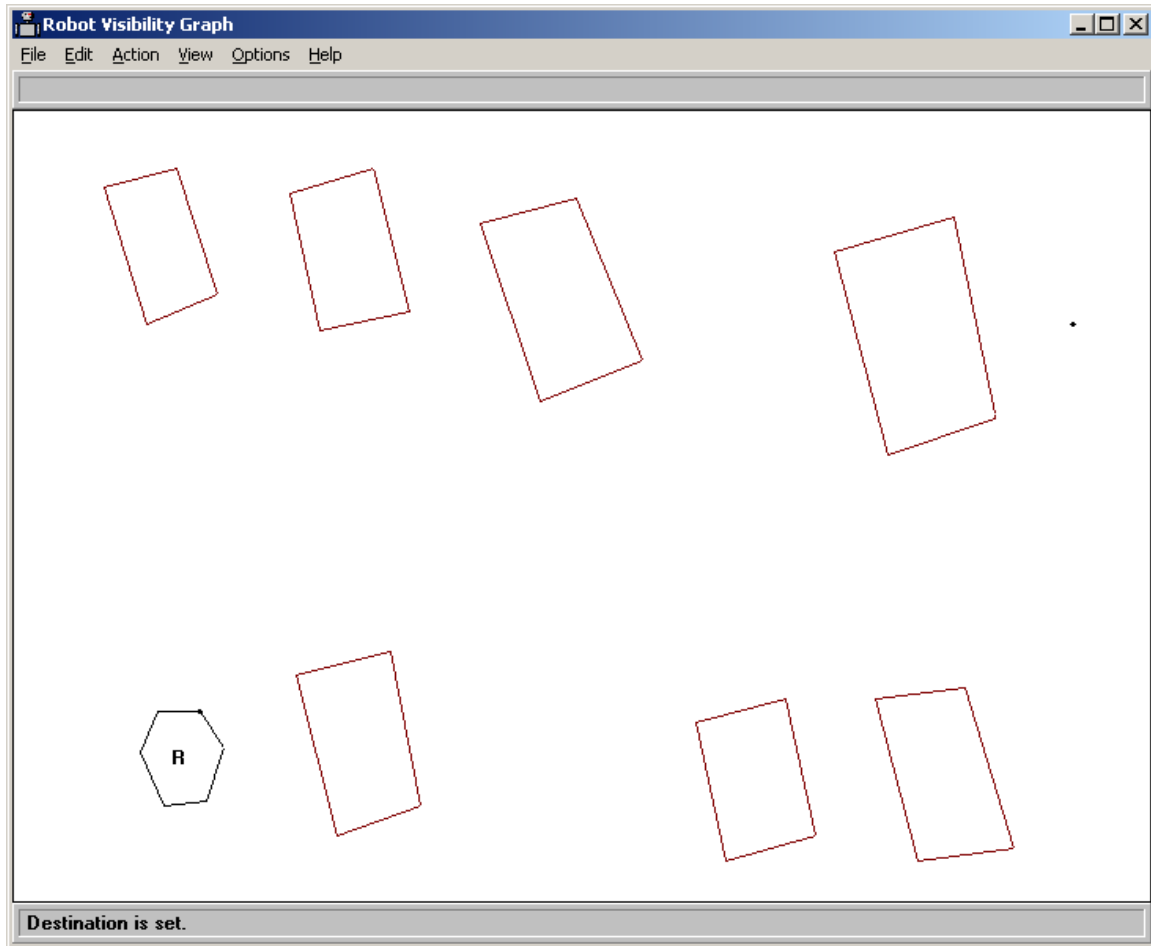 Robot Visibility Graph
File Edit Action View Options Help
R
Destination is set.